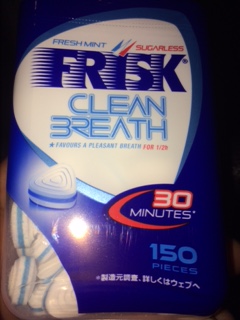 FRESH MINT SUGARLESS
FRISK®
CLEAN
BREATH
* FAVOURS A PLEASANT BREATH FOR 1/2h
30
MINUTES*
150
PIECES
*製造元調査。詳しくはウェブへ